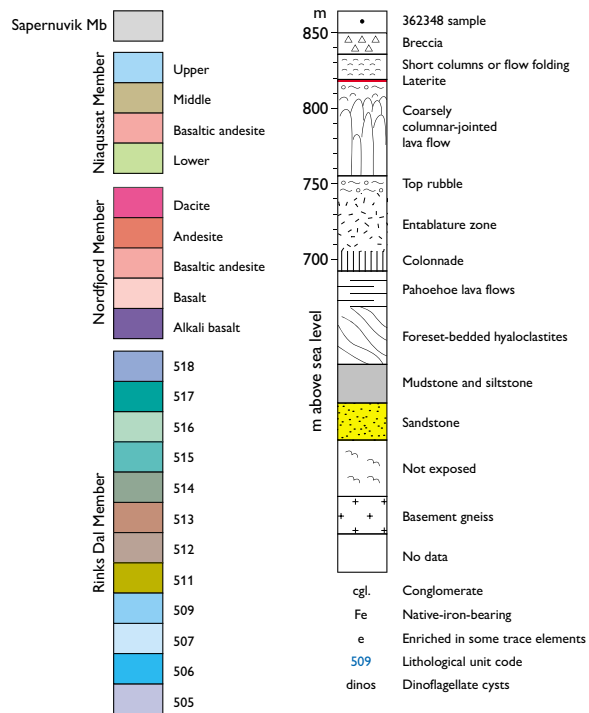 Sapernuvik Mb
Niaqussat Member
Upper
Middle
Basaltic andesite
Lower
Nordfjord Member
Dacite
Andesite
Basaltic andesite
Basalt
Alkali basalt
Rinks Dal Member
518
517
516
515
514
513
512
511
509
507
506
505
m
850
800
750
700
m above sea level
362348 sample
Breccia
Short columns or flow folding
Laterite
Coarsely
columnar-jointed
lava flow
Top rubble
Entablature zone
Colonnade
Pahoehoe lava flows
Foreset-bedded hyaloclastites
Mudstone and siltstone
Sandstone
Not exposed
Basement gneiss
No data
cgl. Conglomerate
Fe Native-iron-bearing
e Enriched in some trace elements
509 Lithological unit code
dinos Dinoflagellate cysts